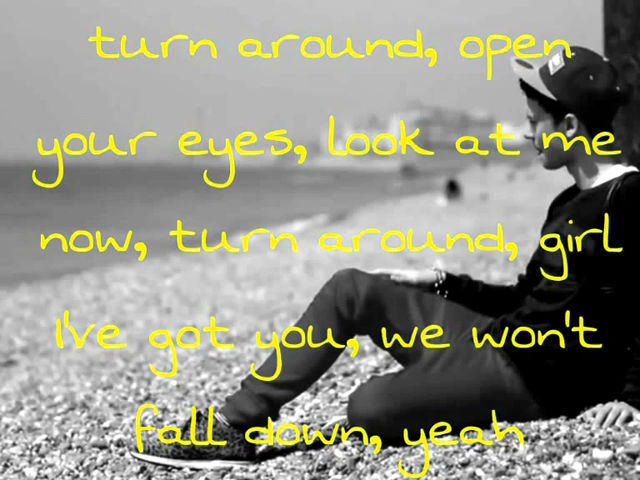 turn around, open
your eyes, look at me
now, turn around, girl
I've got you, we won't
fall down, yeah